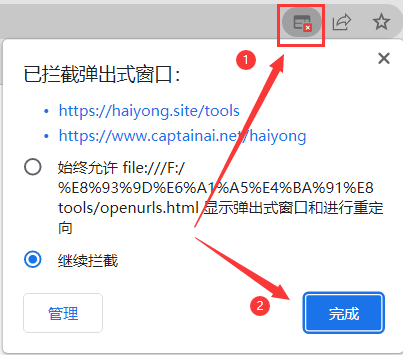 1
已拦截弹出式窗口：
• https://haiyong.site/tools
• https://www.captainai.net/haiyong
始终允许 file:///F:/
%E8%93%9D%E6%A1%A5%E4%BA%91%E8
tools/openurls.html 显示弹出式窗口和进行重定
向
继续拦截
2
管理
完成